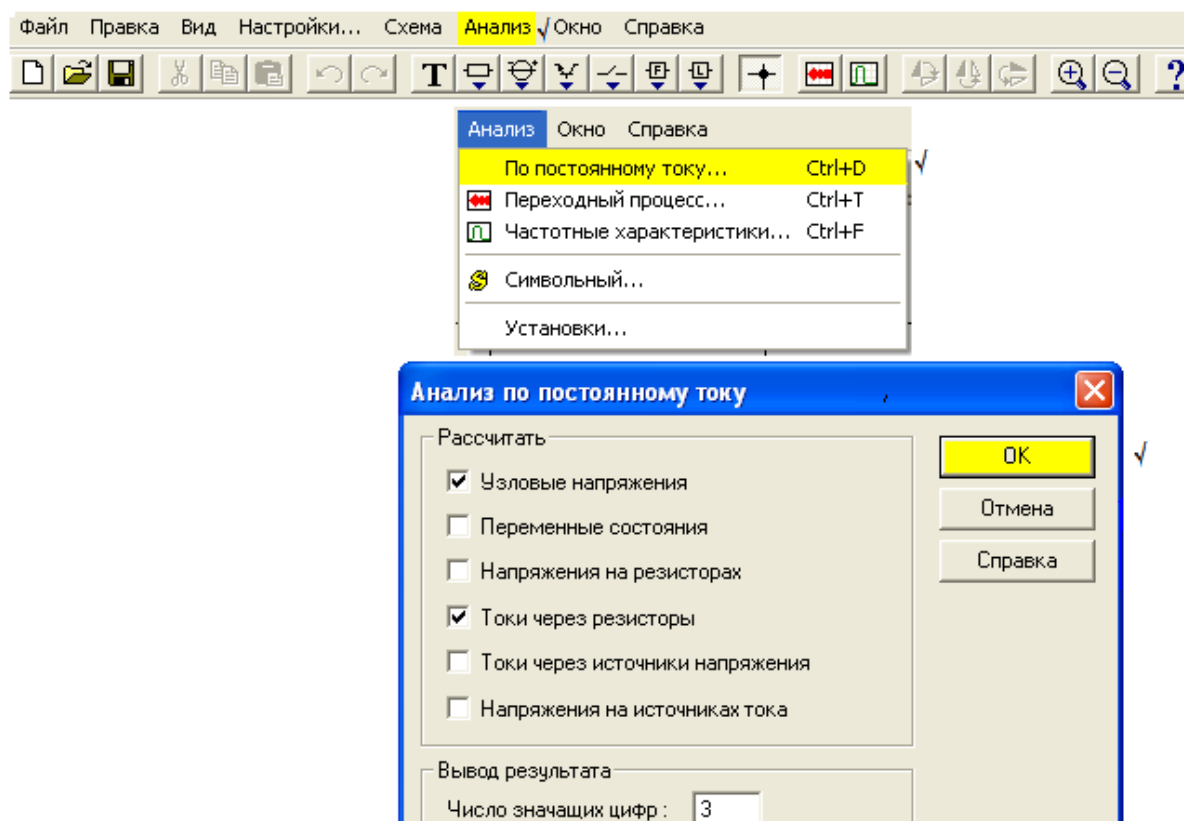 Файл Правка Вид Настройки... Схема Анализ √ Окно Справка
T F L ?
Анализ Окно Справка
По постоянному току... Ctrl+D √
Переходный процесс... Ctrl+T
Частотные характеристики... Ctrl+F
Символьный...
Установки...
Анализ по постоянному току
Рассчитать
OK √
Узловые напряжения
Отмена
Переменные состояния
Справка
Напряжения на резисторах
Токи через резисторы
Токи через источники напряжения
Напряжения на источниках тока
Вывод результата
Число значащих цифр : 3